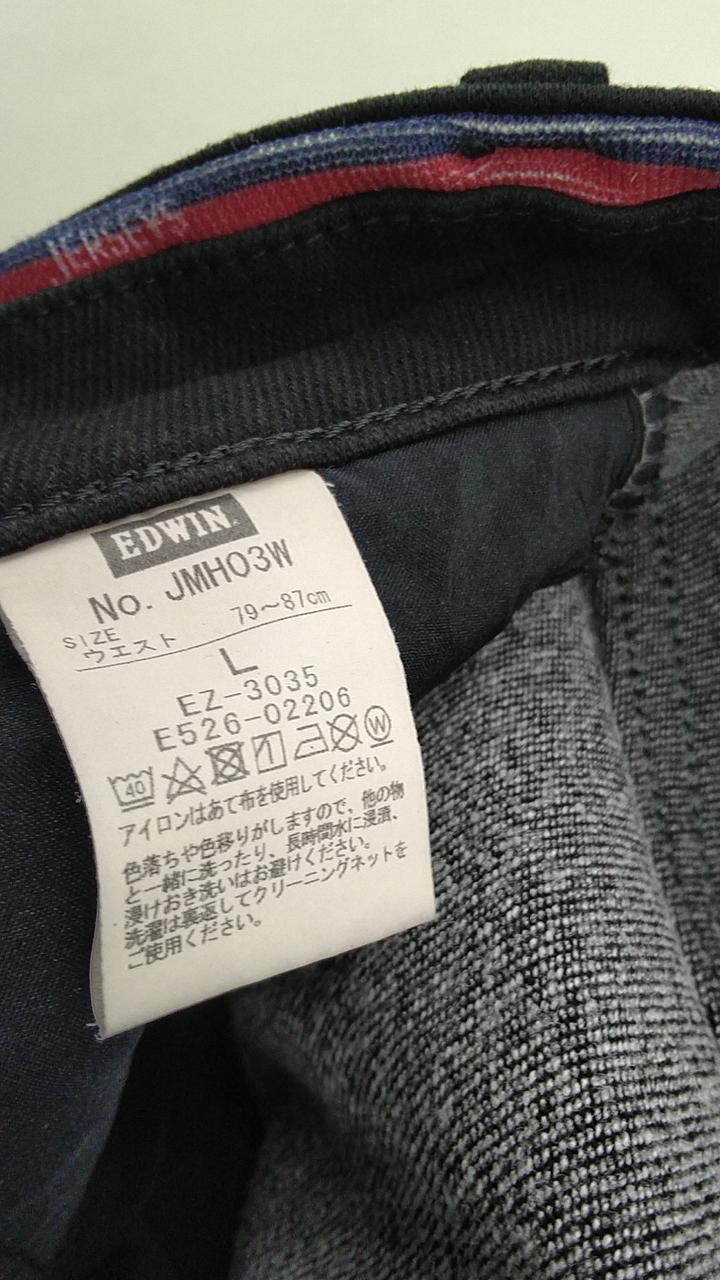 JERSEYS
EDWIN
No. JMH03W
SIZE
ウエスト 79～87cm
L
EZ-3035
E526-02206
40 W
アイロンはあて布を使用してください。
色落ちや色移りがしますので、他の物
と一緒に洗ったり、長時間水に浸漬、
浸けおき洗いはお避けください。
洗濯は裏返してクリーニングネットを
ご使用ください。